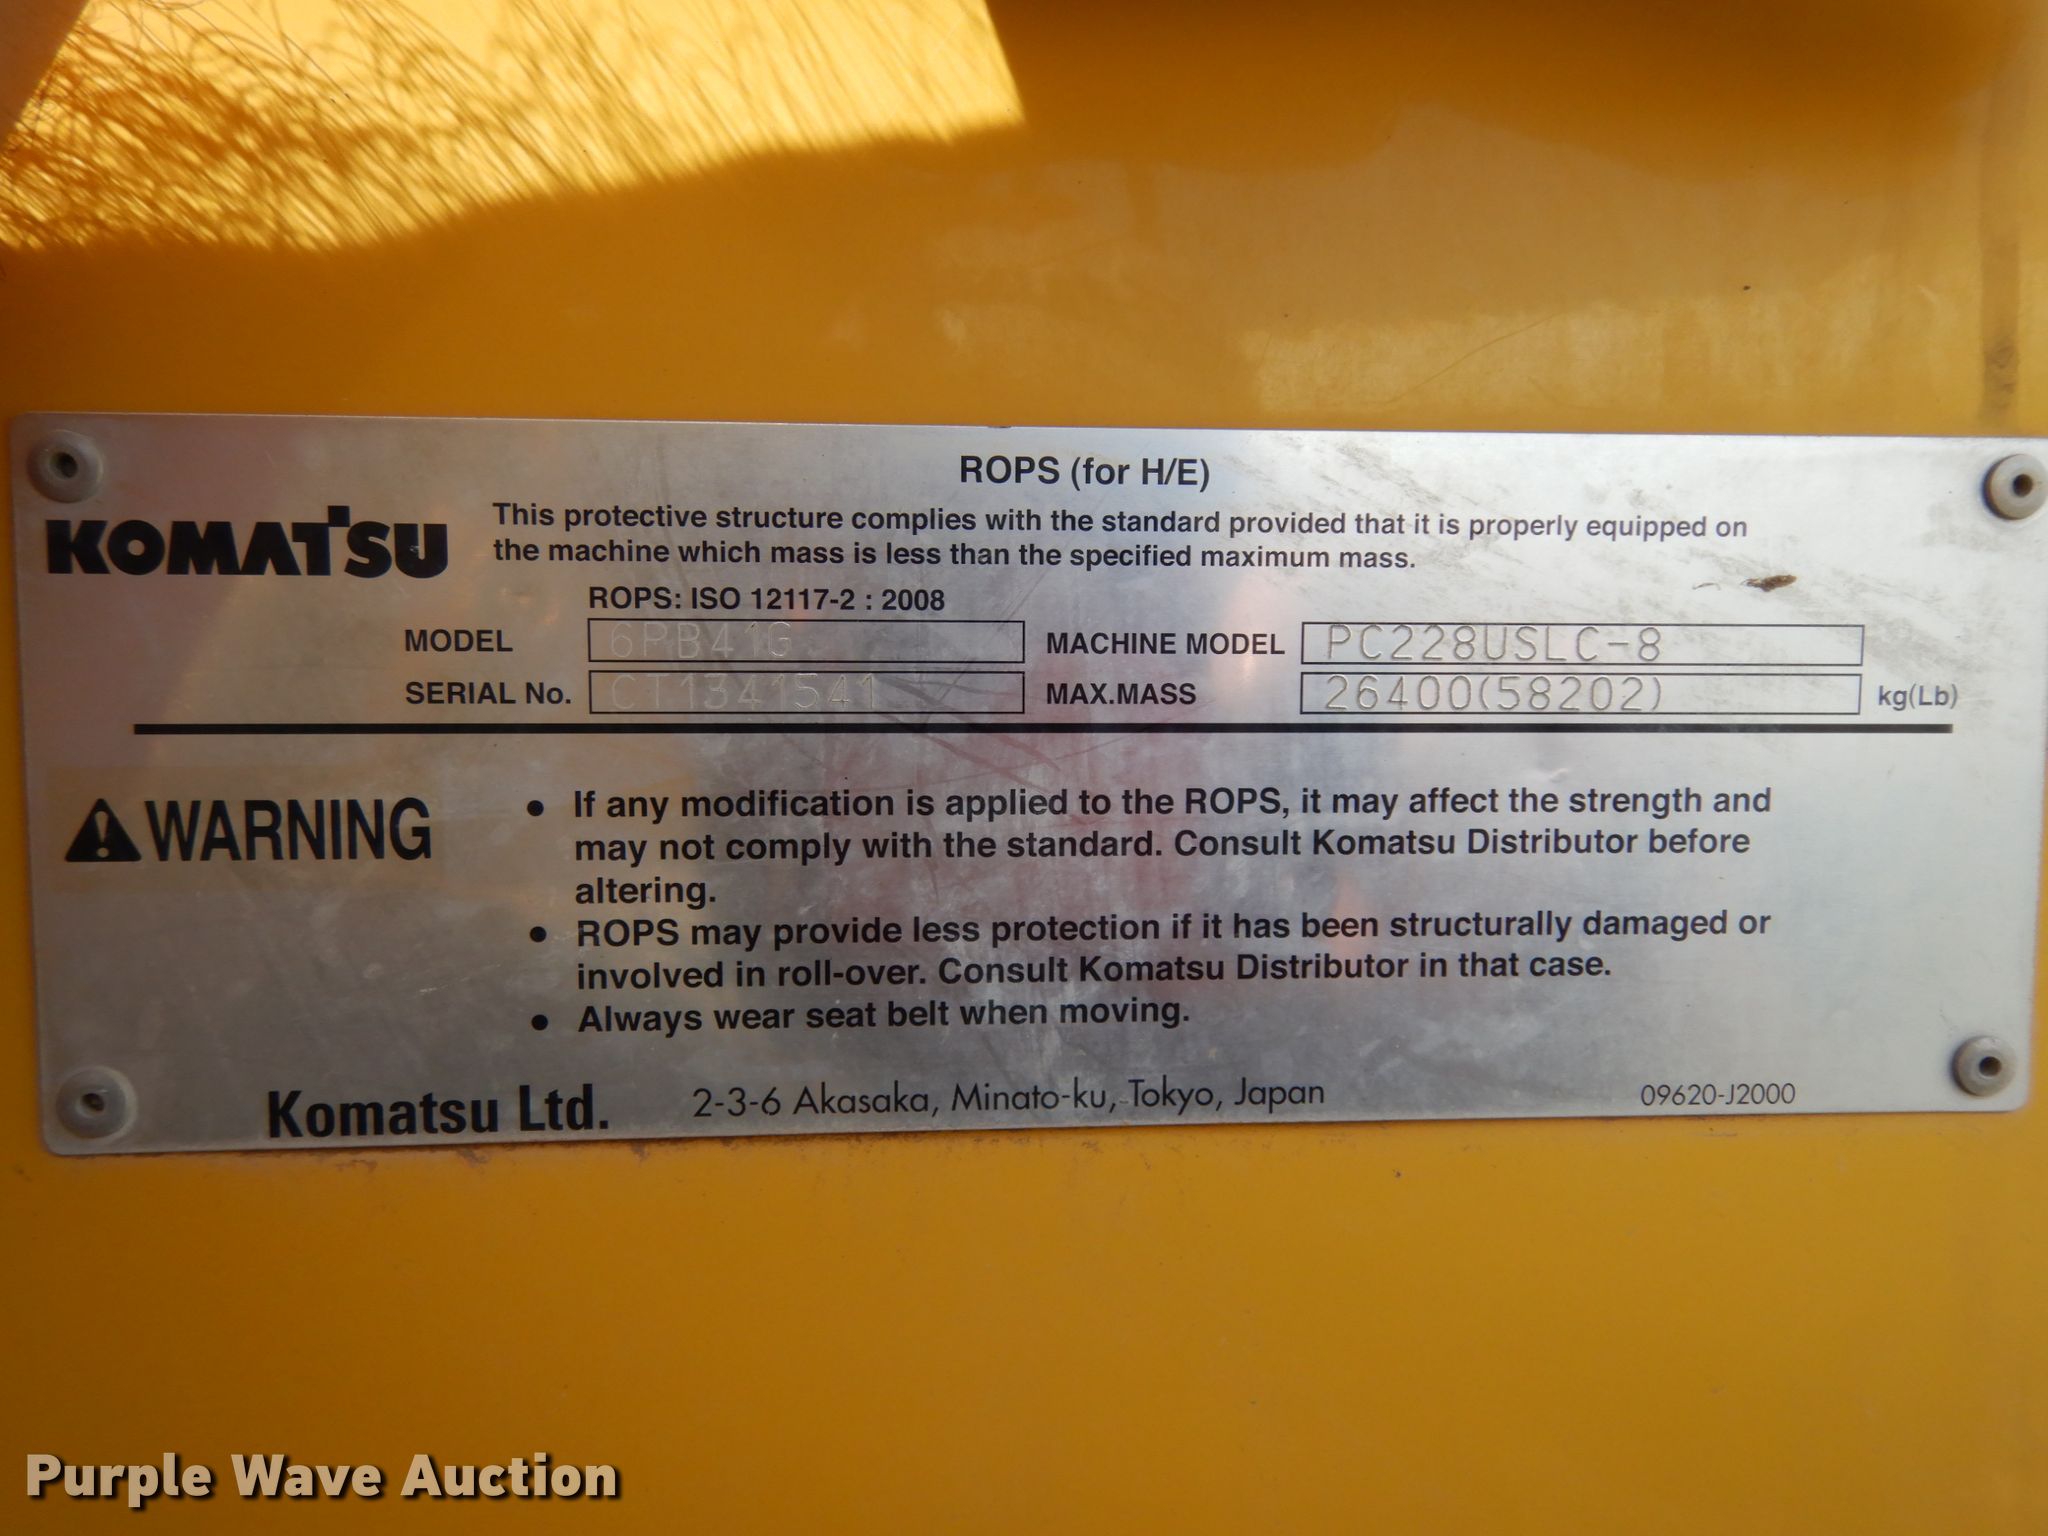 ROPS (for H/E)
KOMATSU
This protective structure complies with the standard provided that it is properly equipped on
the machine which mass is less than the specified maximum mass.
ROPS: ISO 12117-2 : 2008
MODEL 6PB41G MACHINE MODEL PC228USLC-8
SERIAL No. CT1341541 MAX.MASS 26400(58202) kg(Lb)
WARNING
• If any modification is applied to the ROPS, it may affect the strength and
may not comply with the standard. Consult Komatsu Distributor before
altering.
• ROPS may provide less protection if it has been structurally damaged or
involved in roll-over. Consult Komatsu Distributor in that case.
• Always wear seat belt when moving.
Komatsu Ltd. 2-3-6 Akasaka, Minato-ku, Tokyo, Japan 09620-J2000
Purple Wave Auction